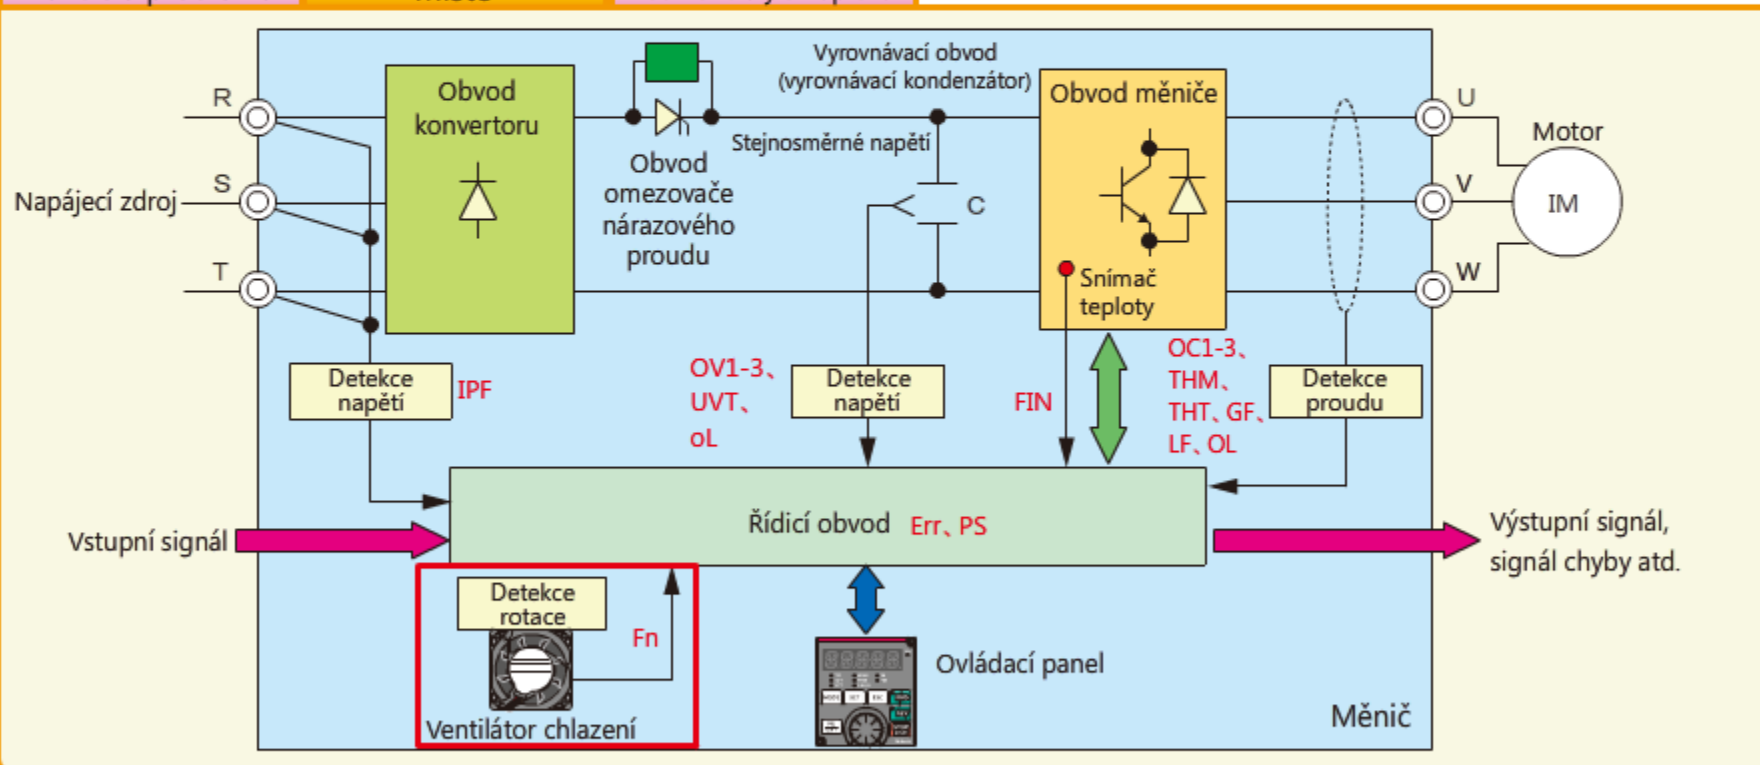 Vyrovnávací obvod
(vyrovnávací kondenzátor)
Obvod
konvertoru
Obvod měniče
R
U
Motor
Stejnosměrné napětí
Obvod
omezovače
nárazového
proudu
Napájecí zdroj
S
C
V
IM
T
W
Snímač
teploty
Detekce
napětí
IPF
OV1-3、
UVT、
oL
Detekce
napětí
FIN
OC1-3、
THM、
THT、GF、
LF、OL
Detekce
proudu
Vstupní signál
Řídicí obvod
Err、PS
Výstupní signál,
signál chyby atd.
Detekce
rotace
Fn
Ventilátor chlazení
Ovládací panel
Měnič